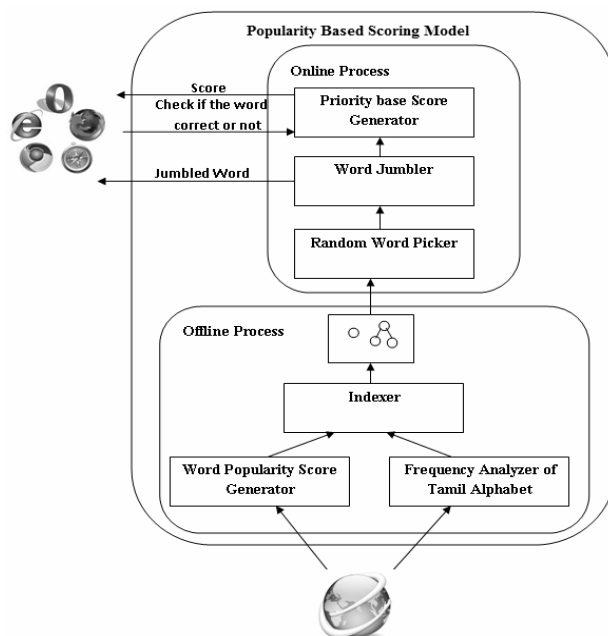 Popularity Based Scoring Model
Online Process
Score
Check if the word
correct or not
Priority base Score
Generator
Jumbled Word
Word Jumbler
Random Word Picker
Offline Process
Indexer
Word Popularity Score
Generator
Frequency Analyzer of
Tamil Alphabet